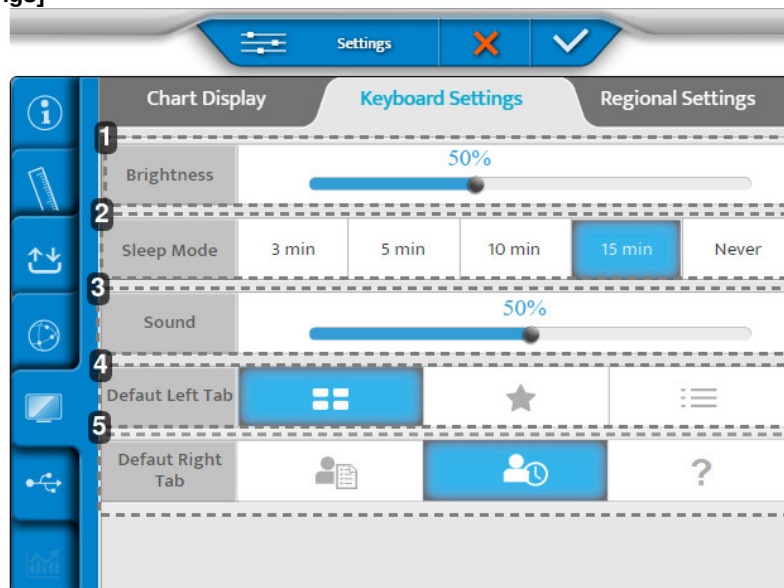 ngs]
Settings
Chart Display
Keyboard Settings
Regional Settings
1
Brightness
50%
2
Sleep Mode
3 min
5 min
10 min
15 min
Never
3
Sound
50%
4
Defaut Left Tab
5
Defaut Right
Tab
?